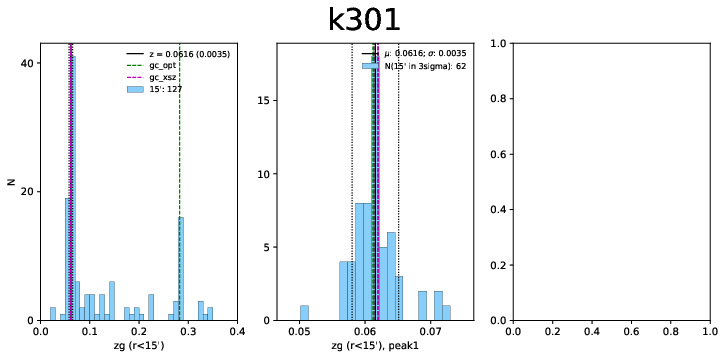 k301
z = 0.0616 (0.0035)
gc_opt
gc_xsz
15': 127
N
0
20
40
0.0 0.1 0.2 0.3 0.4
zg (r<15')
μ: 0.0616; σ: 0.0035
N(15' in 3sigma): 62
0
5
10
15
0.05 0.06 0.07
zg (r<15'), peak1
0.0
0.2
0.4
0.6
0.8
1.0
0.0 0.2 0.4 0.6 0.8 1.0